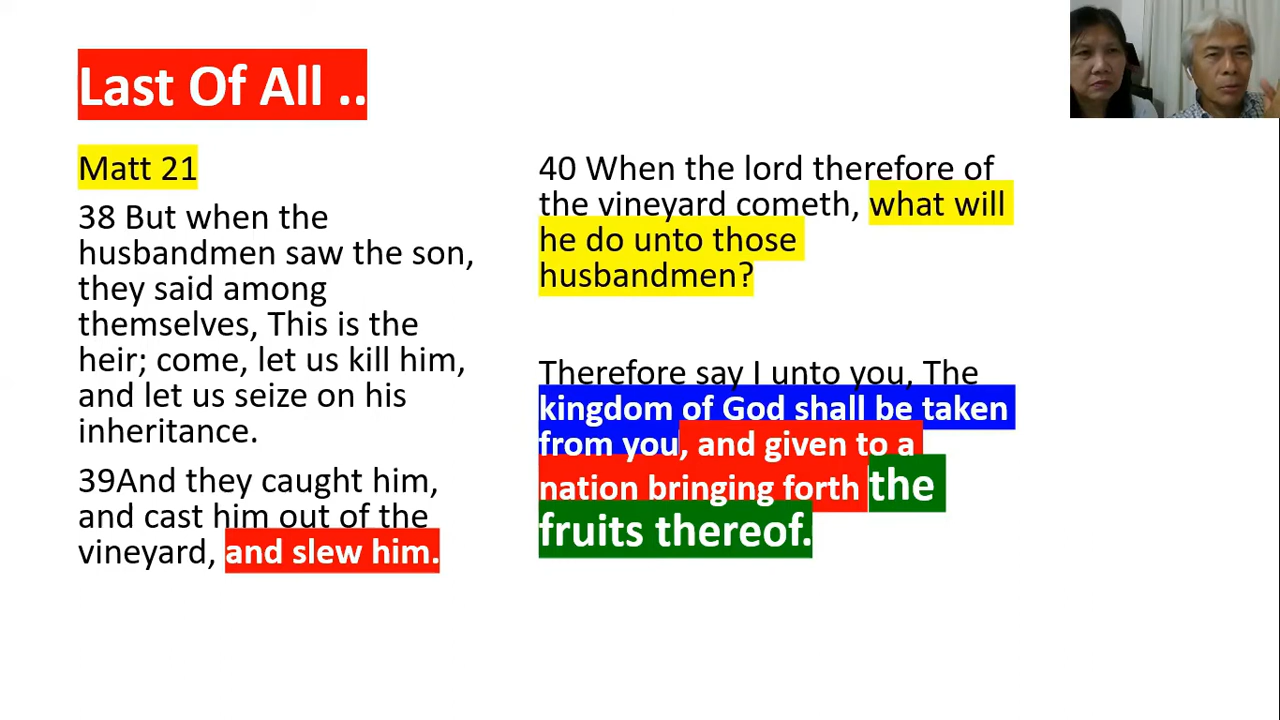 Last Of All ..
Matt 21
38 But when the
husbandmen saw the son,
they said among
themselves, This is the
heir; come, let us kill him,
and let us seize on his
inheritance.
39And they caught him,
and cast him out of the
vineyard, and slew him.
40 When the lord therefore of
the vineyard cometh, what will
he do unto those
husbandmen?
Therefore say I unto you, The
kingdom of God shall be taken
from you, and given to a
nation bringing forth the
fruits thereof.